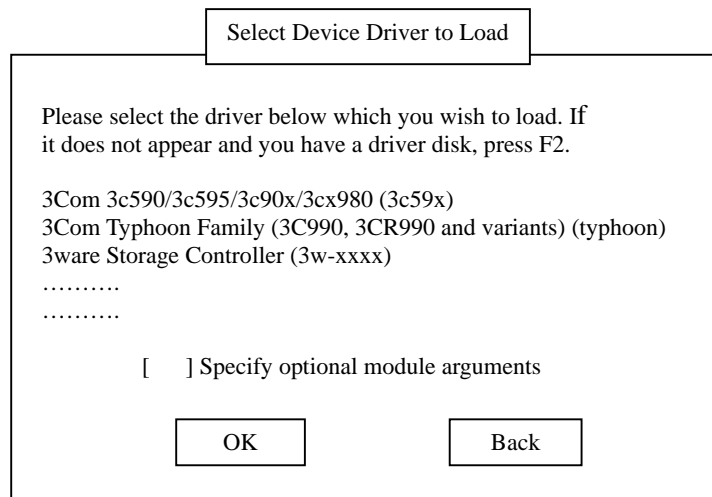 Select Device Driver to Load
Please select the driver below which you wish to load. If
it does not appear and you have a driver disk, press F2.
3Com 3c590/3c595/3c90x/3cx980 (3c59x)
3Com Typhoon Family (3C990, 3CR990 and variants) (typhoon)
3ware Storage Controller (3w-xxxx)
……….
……….
[    ] Specify optional module arguments
OK
Back